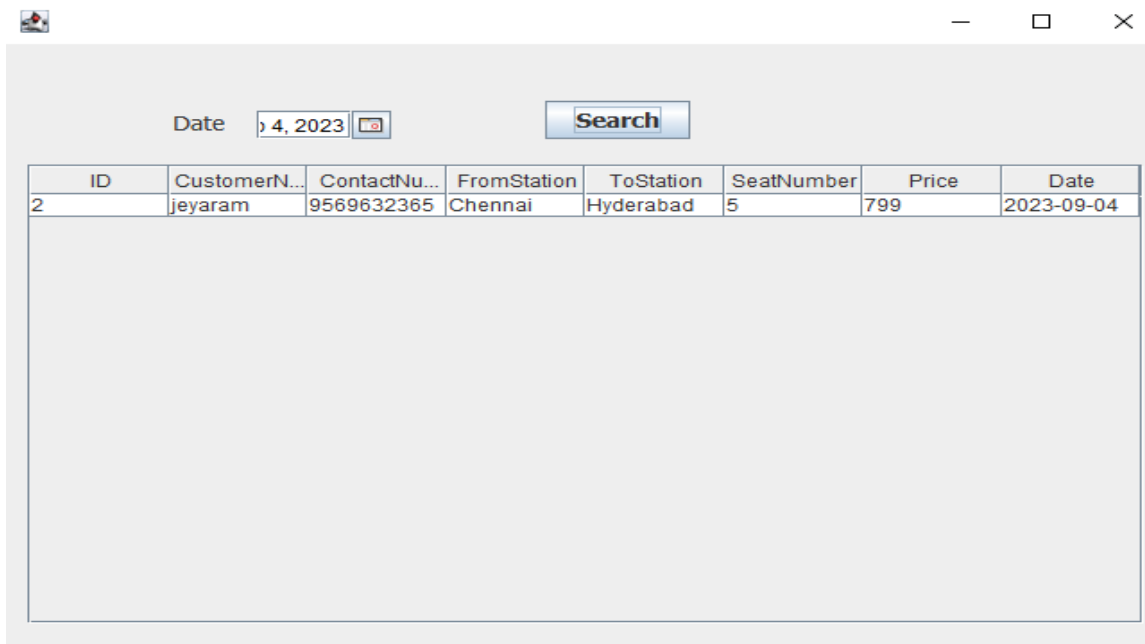 Date 4, 2023 Search
ID CustomerN... ContactNu... FromStation ToStation SeatNumber Price Date
2 jeyaram 9569632365 Chennai Hyderabad 5 799 2023-09-04